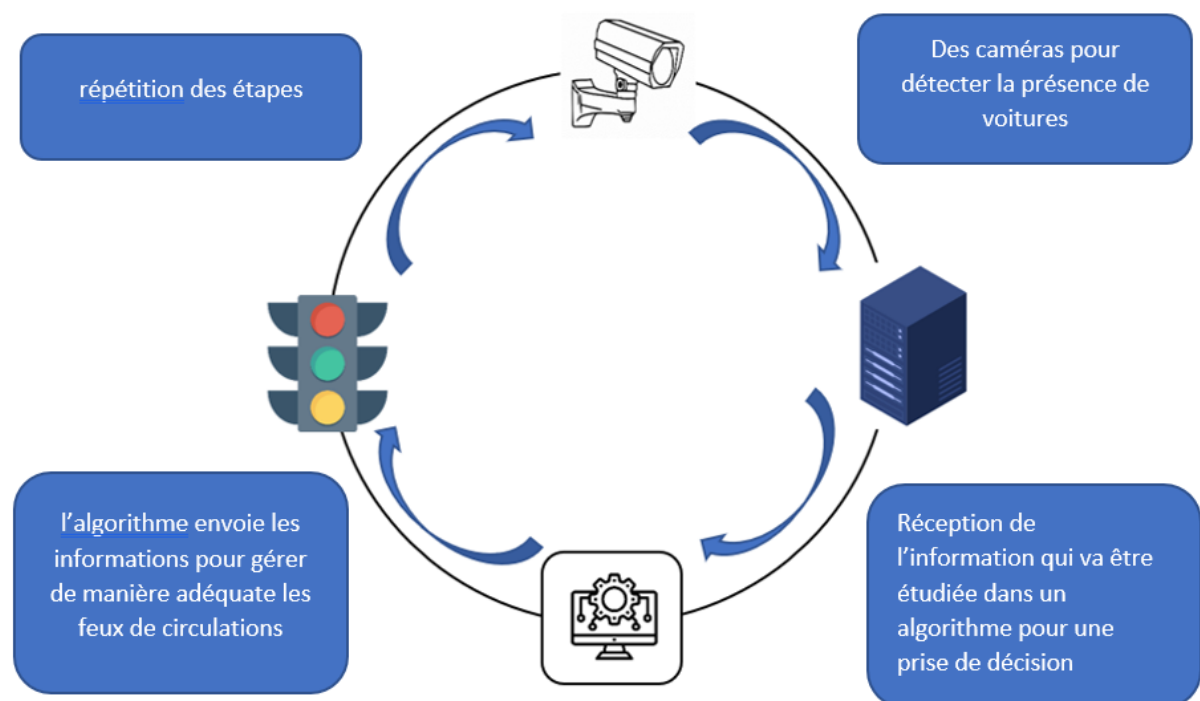 répétition des étapes
Des caméras pour
détecter la présence de
voitures
l'algorithme envoie les
informations pour gérer
de manière adéquate les
feux de circulations
Réception de
l'information qui va être
étudiée dans un
algorithme pour une
prise de décision